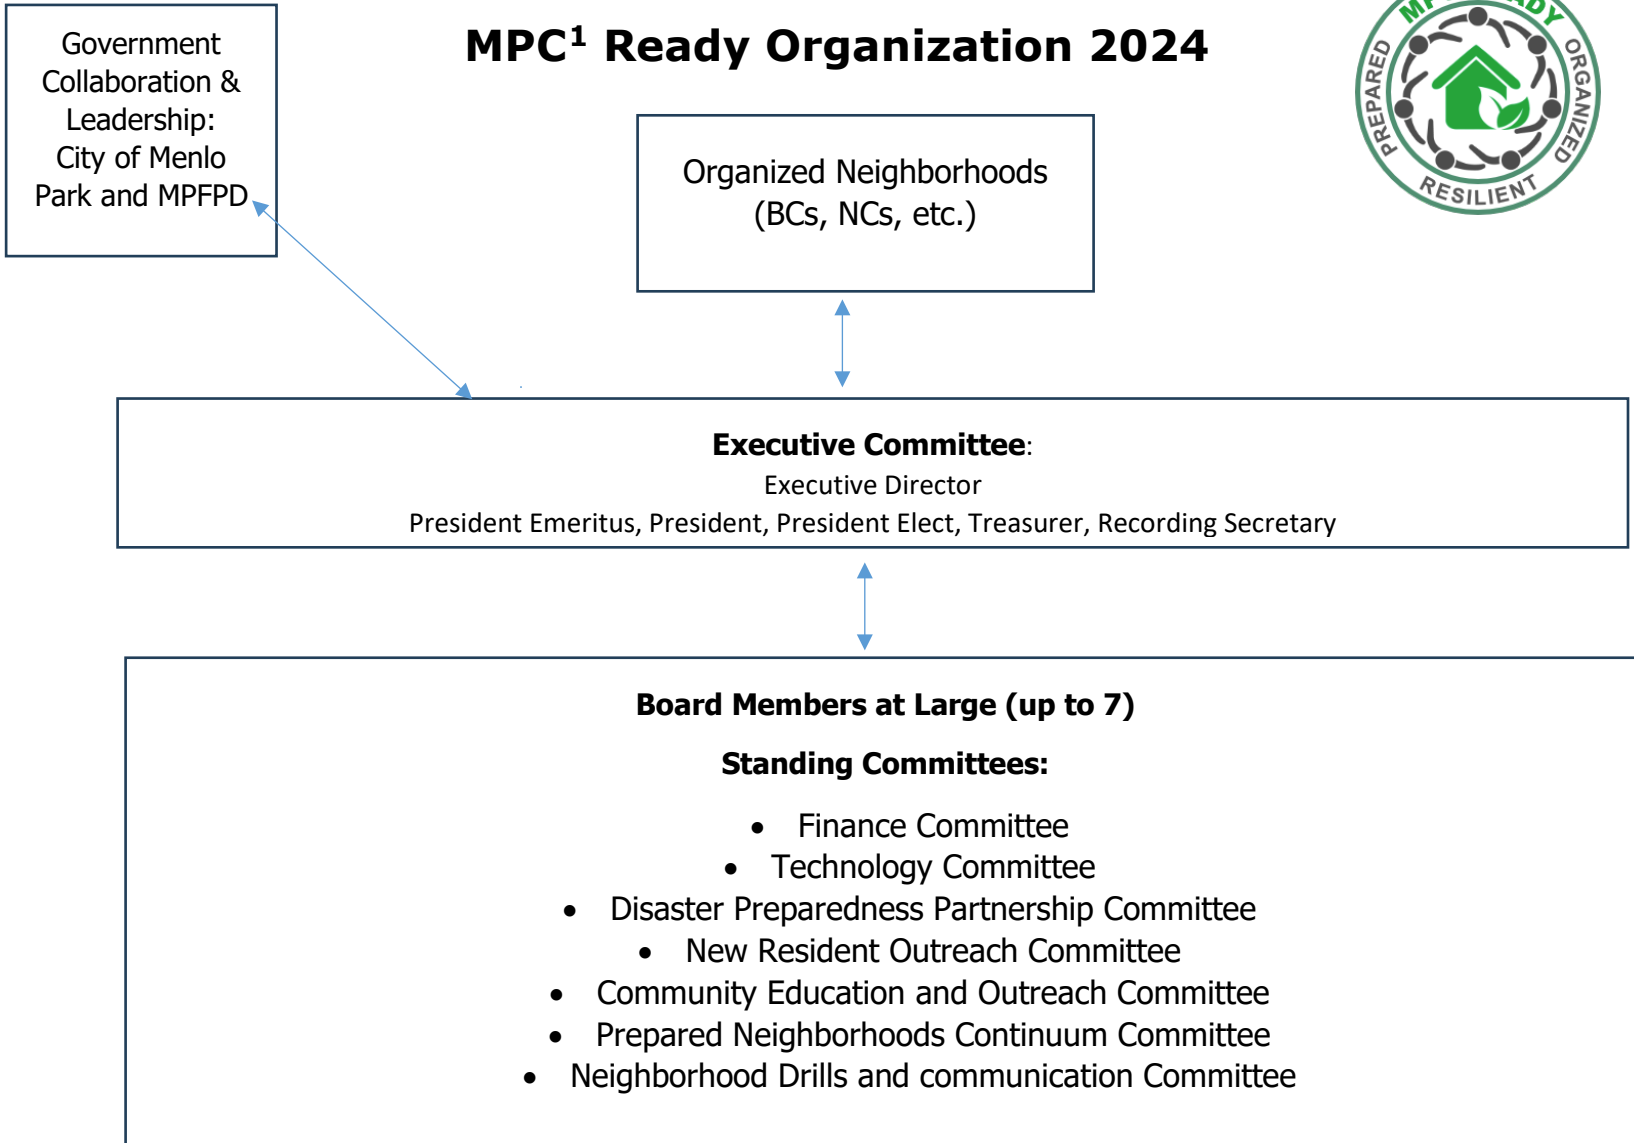 Government
Collaboration &
Leadership:
City of Menlo
Park and MPFPD
MPC¹ Ready Organization 2024
PREPARED
ORGANIZED
RESILIENT
Organized Neighborhoods
(BCs, NCs, etc.)
Executive Committee:
Executive Director
President Emeritus, President, President Elect, Treasurer, Recording Secretary
Board Members at Large (up to 7)
Standing Committees:
• Finance Committee
• Technology Committee
• Disaster Preparedness Partnership Committee
• New Resident Outreach Committee
• Community Education and Outreach Committee
• Prepared Neighborhoods Continuum Committee
• Neighborhood Drills and communication Committee